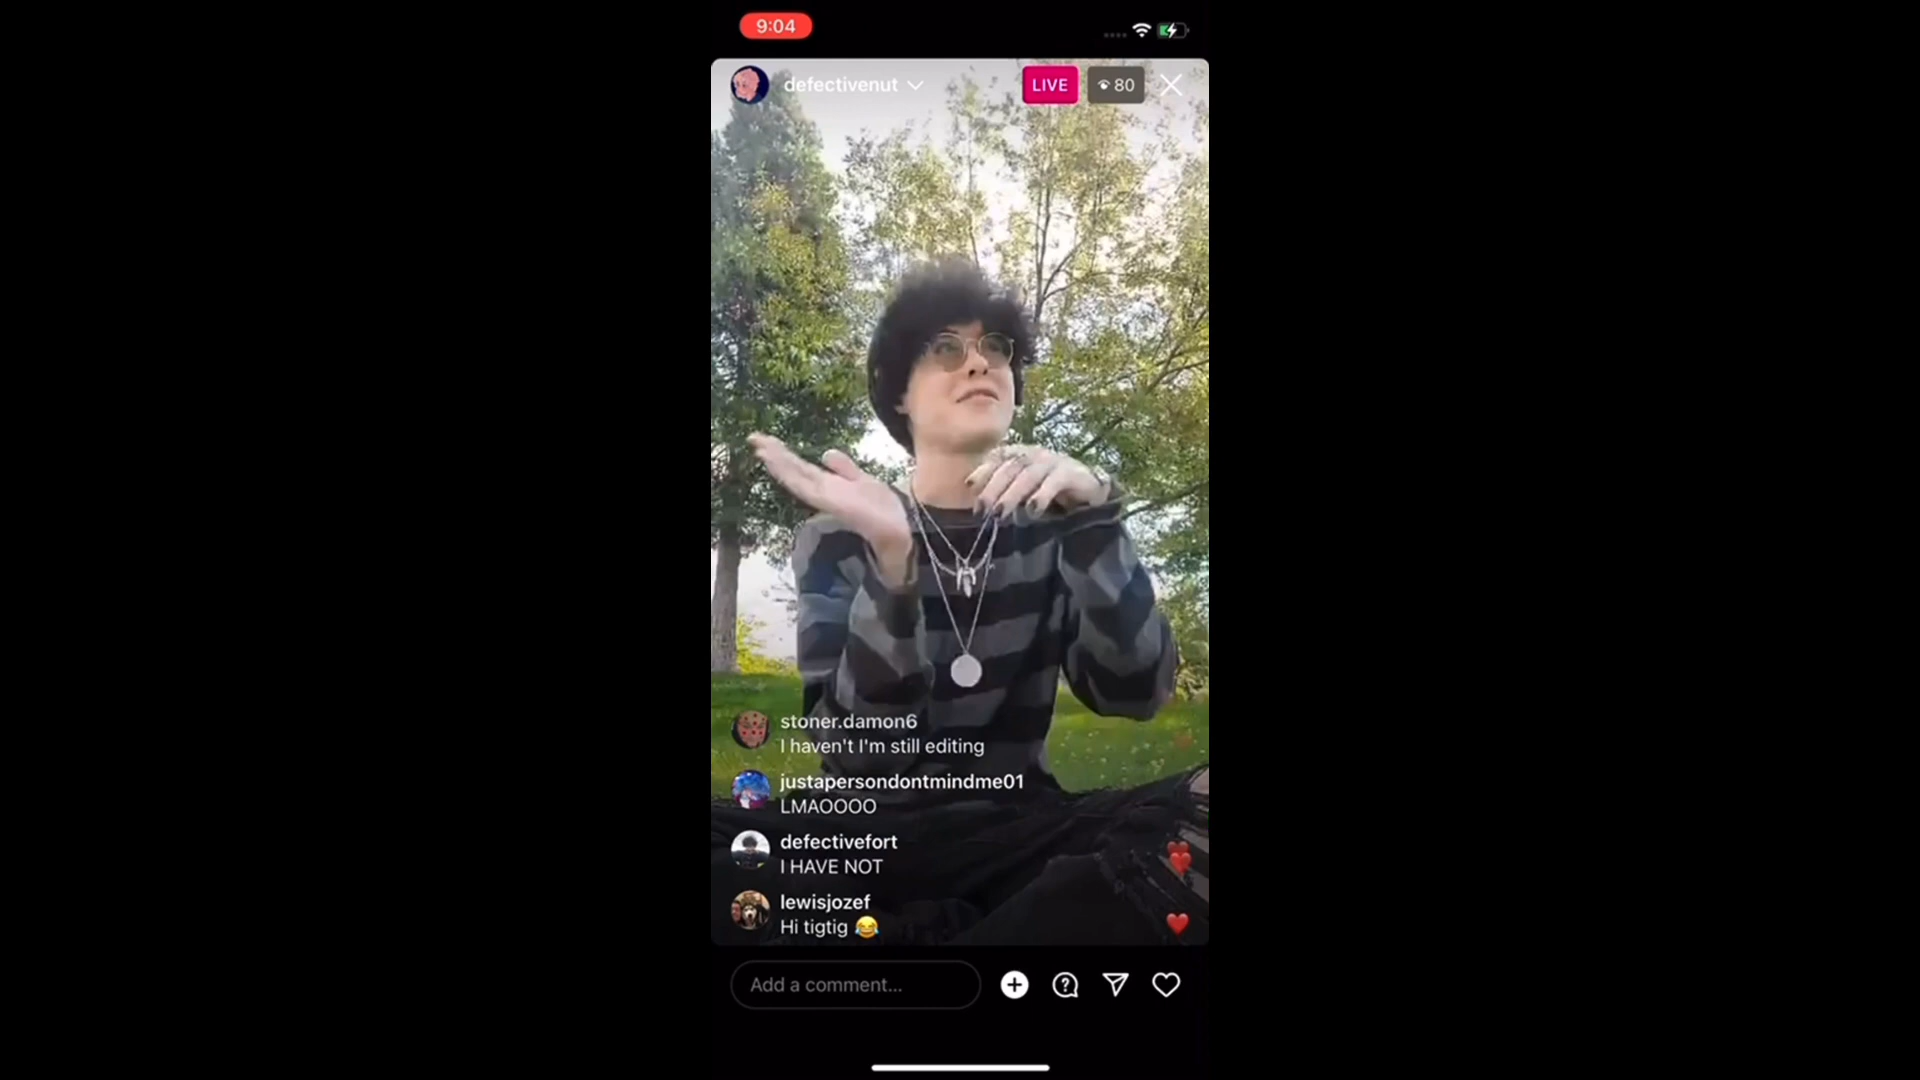 9:04
defectivenut
LIVE
80
stoner.damon6
I haven't I'm still editing
justapersondontmindme01
LMAOOOO
defectivefort
I HAVE NOT
lewisjozef
Hi tigtig 😂
Add a comment...